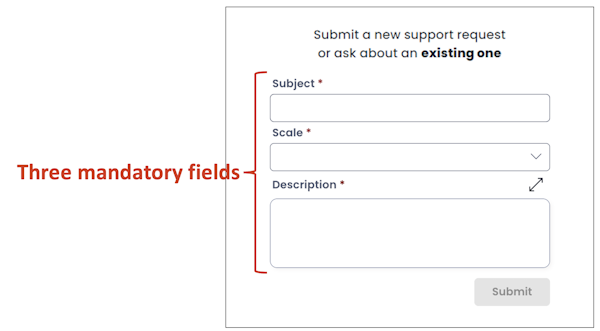 Submit a new support request
or ask about an existing one
Subject *
Scale *
Three mandatory fields
Description *
Submit